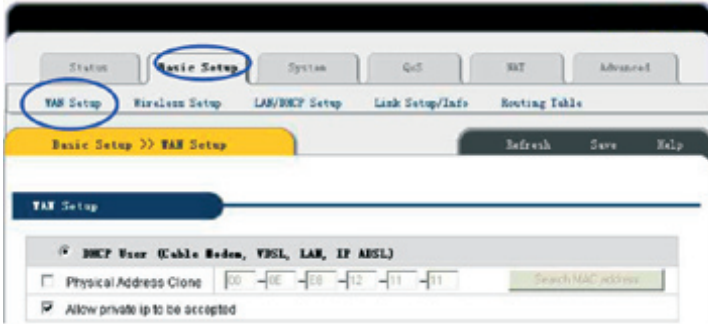 Status Basic Setup System QoS NAT Advanced
WAN Setup Wireless Setup LAN/DHCP Setup Link Setup/Info Routing Table
Basic Setup >> WAN Setup Refresh Save Help
WAN Setup
DHCP User (Cable Modem, VDSL, LAN, IP ADSL)
Physical Address Clone 00 -0E -E8 -12 -11 -31 Search MAC address
Allow private ip to be accepted